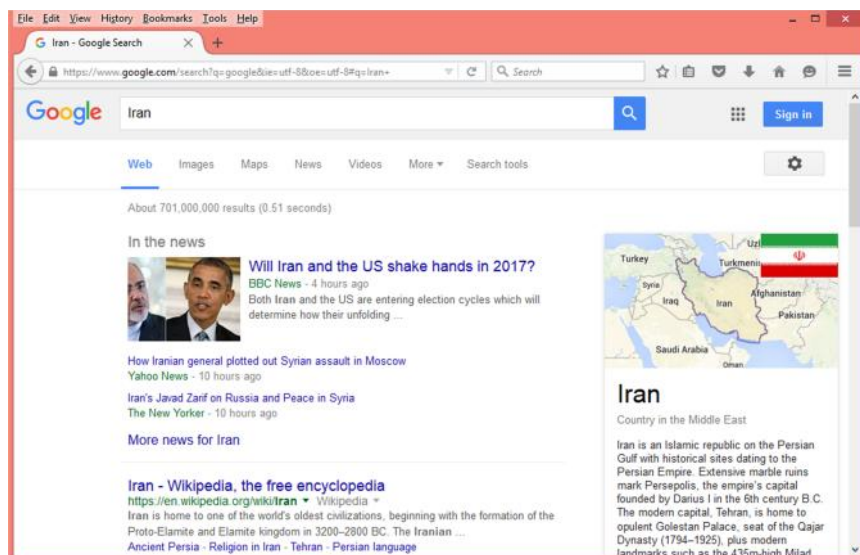 File Edit View History Bookmarks Tools Help
Iran - Google Search
https://www.google.com/search?q=google&ie=utf-8&oe=utf-8#q=Iran+
Search
Google
Iran
Sign in
Web Images Maps News Videos More Search tools
About 701,000,000 results (0.51 seconds)
In the news
Will Iran and the US shake hands in 2017?
BBC News - 4 hours ago
Both Iran and the US are entering election cycles which will
determine how their unfolding ...
How Iranian general plotted out Syrian assault in Moscow
Yahoo News - 10 hours ago
Iran's Javad Zarif on Russia and Peace in Syria
The New Yorker - 10 hours ago
More news for Iran
Iran - Wikipedia, the free encyclopedia
https://en.wikipedia.org/wiki/Iran Wikipedia
Iran is home to one of the world's oldest civilizations, beginning with the formation of the
Proto-Elamite and Elamite kingdom in 3200–2800 BC. The Iranian ...
Ancient Persia - Religion in Iran - Tehran - Persian language
Turkey
Uz
Turkmenis
Syria
Iraq
Iran
Afghanistan
Pakistan
Saudi Arabia
Oman
Iran
Country in the Middle East
Iran is an Islamic republic on the Persian
Gulf with historical sites dating to the
Persian Empire. Extensive marble ruins
mark Persepolis, the empire's capital
founded by Darius I in the 6th century B.C.
The modern capital, Tehran, is home to
opulent Golestan Palace, seat of the Qajar
Dynasty (1794–1925), plus modern
landmarks such as the 435m-high Milad